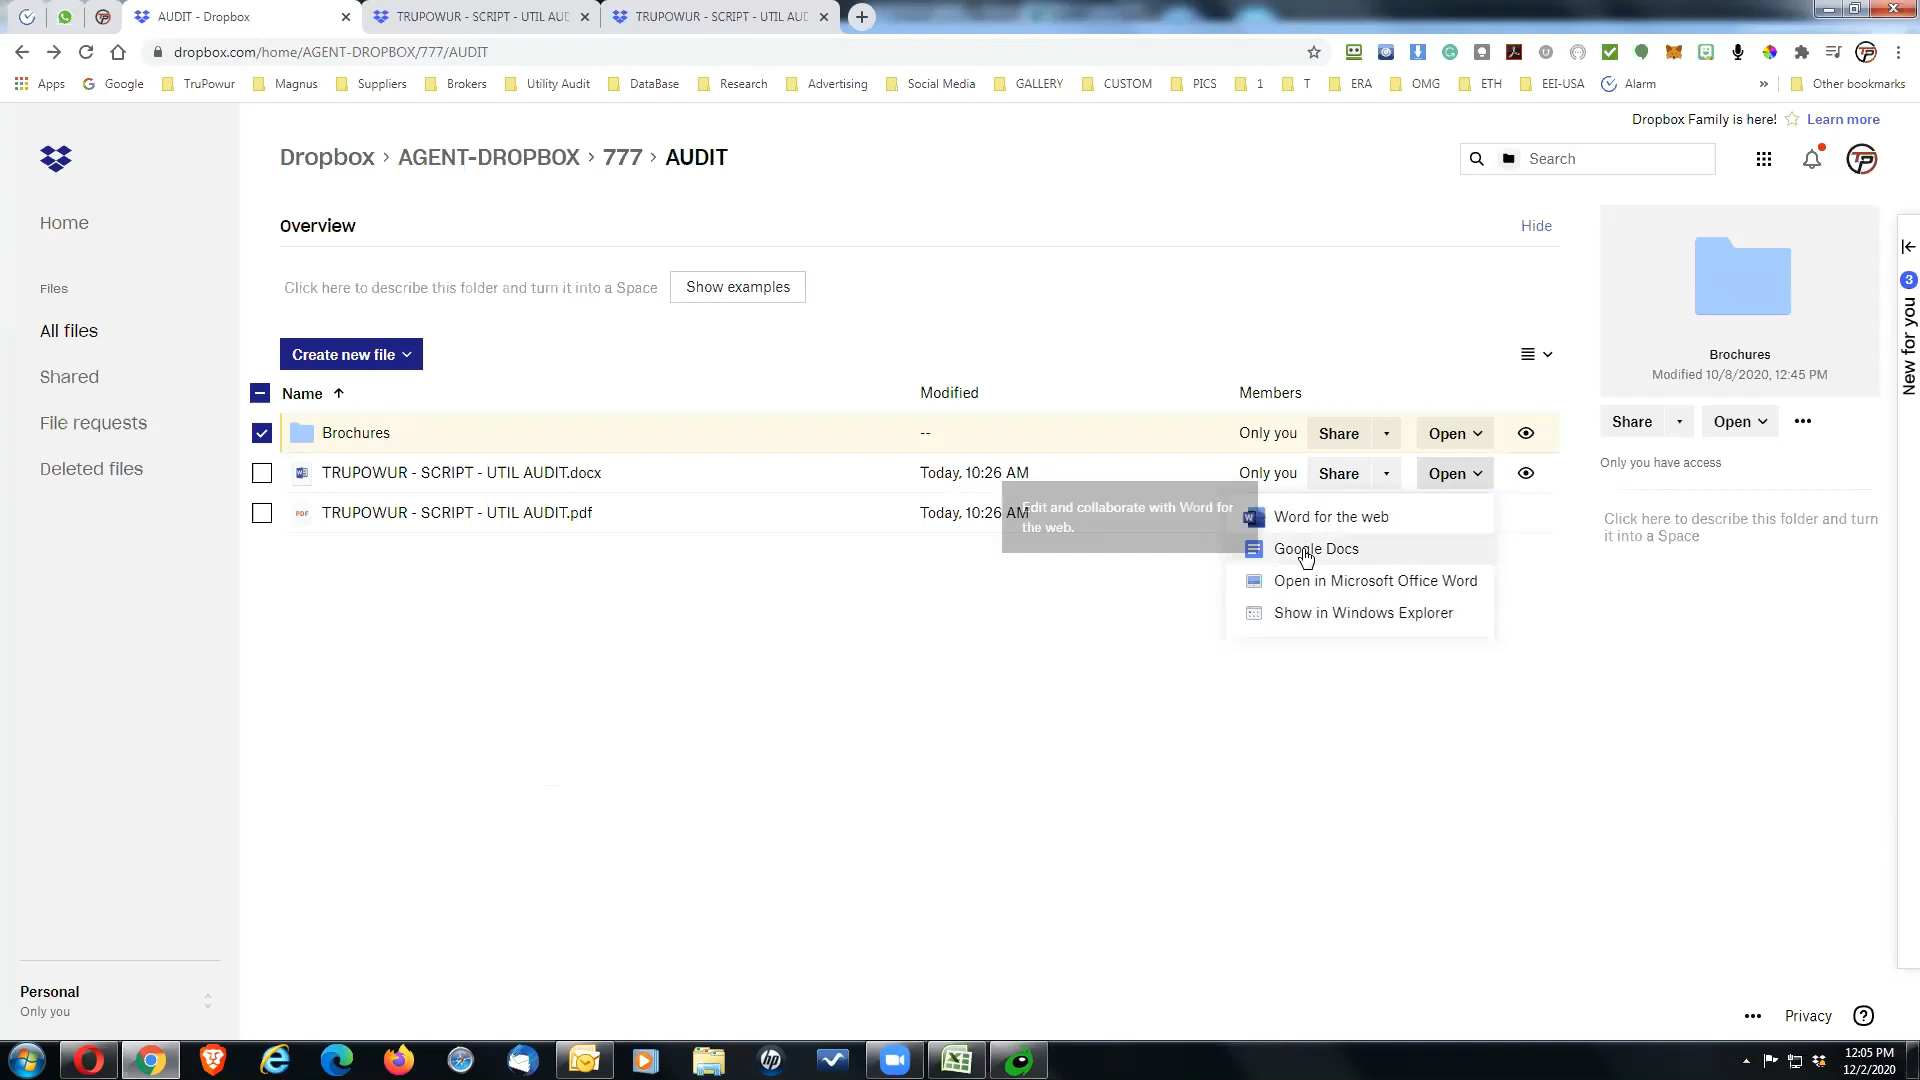 AUDIT - Dropbox
TRUPOWUR - SCRIPT - UTIL AUD
TRUPOWUR - SCRIPT - UTIL AUD
dropbox.com/home/AGENT-DROPBOX/777/AUDIT
Apps Google TruPowur Magnus Suppliers Brokers Utility Audit DataBase Research Advertising Social Media GALLERY CUSTOM PICS 1 T ERA OMG ETH EEI-USA Alarm » Other bookmarks
Dropbox Family is here! Learn more
Dropbox › AGENT-DROPBOX › 777 › AUDIT
Search
TP
Home
Files
All files
Shared
File requests
Deleted files
Overview
Hide
Click here to describe this folder and turn it into a Space
Show examples
Create new file
Name
Modified
Members
Brochures
--
Only you
Share
Open
TRUPOWUR - SCRIPT - UTIL AUDIT.docx
Today, 10:26 AM
Only you
Share
Open
PDF
TRUPOWUR - SCRIPT - UTIL AUDIT.pdf
Today, 10:26 AM
Edit and collaborate with Word for
the web.
Word for the web
Google Docs
Open in Microsoft Office Word
Show in Windows Explorer
Brochures
Modified 10/8/2020, 12:45 PM
Share
Open
Only you have access
Click here to describe this folder and turn
it into a Space
3
New for you
Personal
Only you
Privacy
12:05 PM
12/2/2020